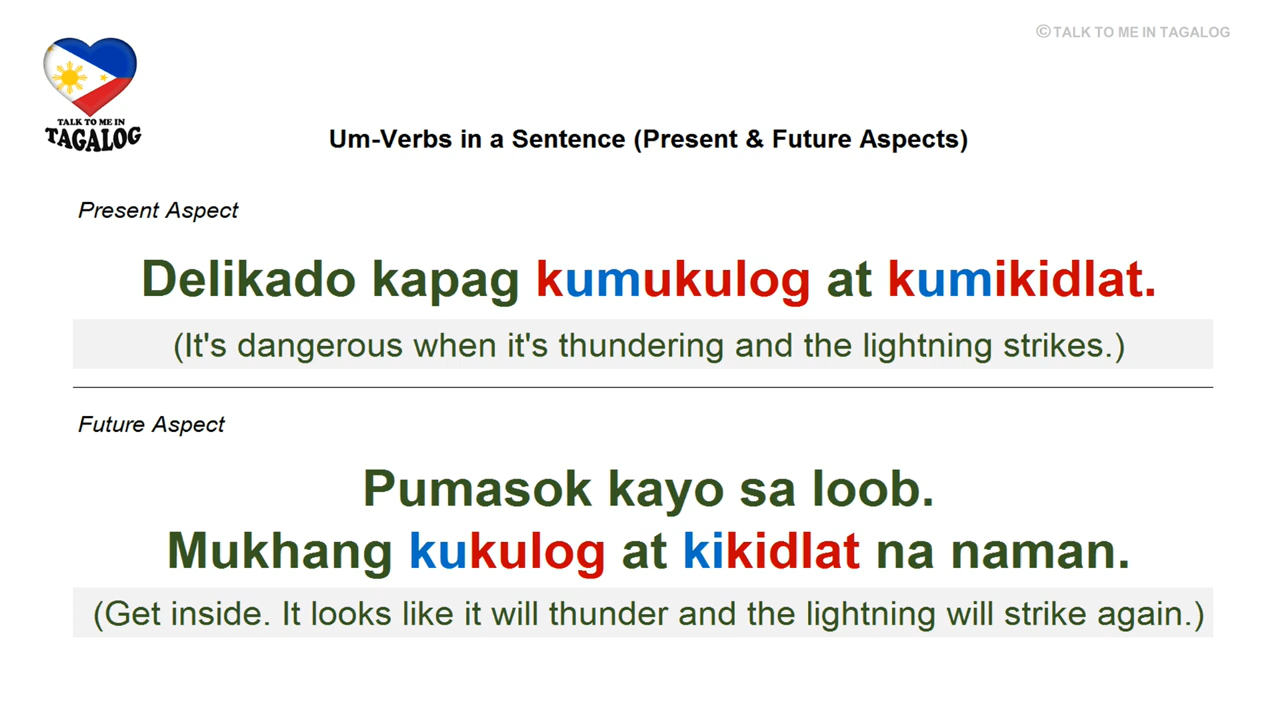 ©TALK TO ME IN TAGALOG
TALK TO ME IN
TAGALOG
Um-Verbs in a Sentence (Present & Future Aspects)
Present Aspect
Delikado kapag kumukulog at kumikidlat.
(It's dangerous when it's thundering and the lightning strikes.)
Future Aspect
Pumasok kayo sa loob.
Mukhang kukulog at kikidlat na naman.
(Get inside. It looks like it will thunder and the lightning will strike again.)